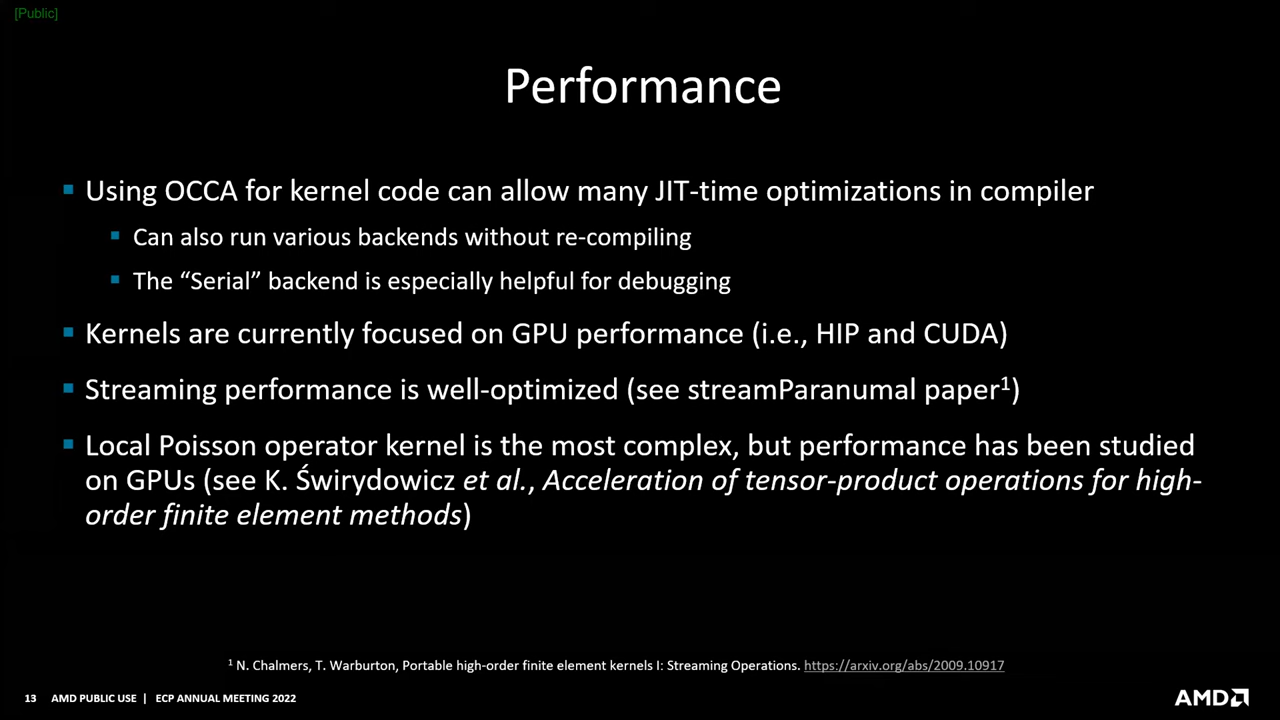 [Public]
Performance
▪ Using OCCA for kernel code can allow many JIT-time optimizations in compiler
▪ Can also run various backends without re-compiling
▪ The “Serial” backend is especially helpful for debugging
▪ Kernels are currently focused on GPU performance (i.e., HIP and CUDA)
▪ Streaming performance is well-optimized (see streamParanumal paper¹)
▪ Local Poisson operator kernel is the most complex, but performance has been studied
on GPUs (see K. Świrydowicz et al., Acceleration of tensor-product operations for high-
order finite element methods)
¹ N. Chalmers, T. Warburton, Portable high-order finite element kernels I: Streaming Operations. https://arxiv.org/abs/2009.10917
13 AMD PUBLIC USE | ECP ANNUAL MEETING 2022
AMD